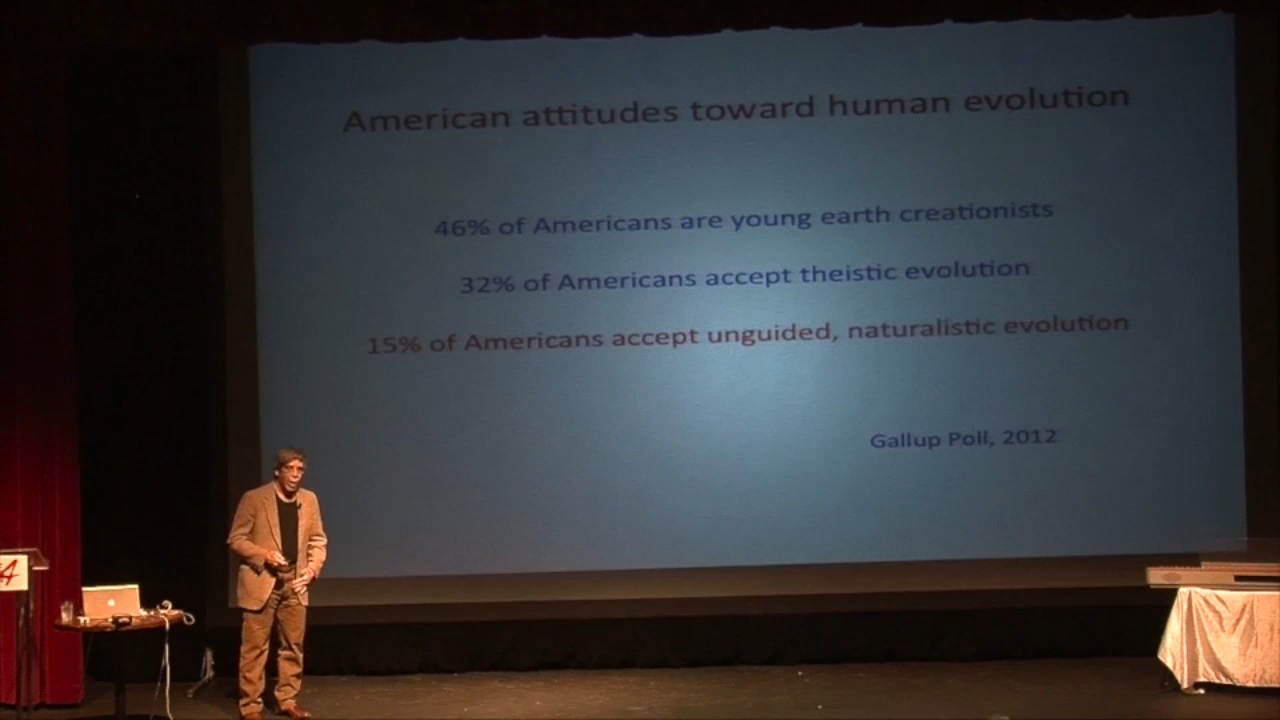 American attitudes toward human evolution
46% of Americans are young earth creationists
32% of Americans accept theistic evolution
15% of Americans accept unguided, naturalistic evolution
Gallup Poll, 2012